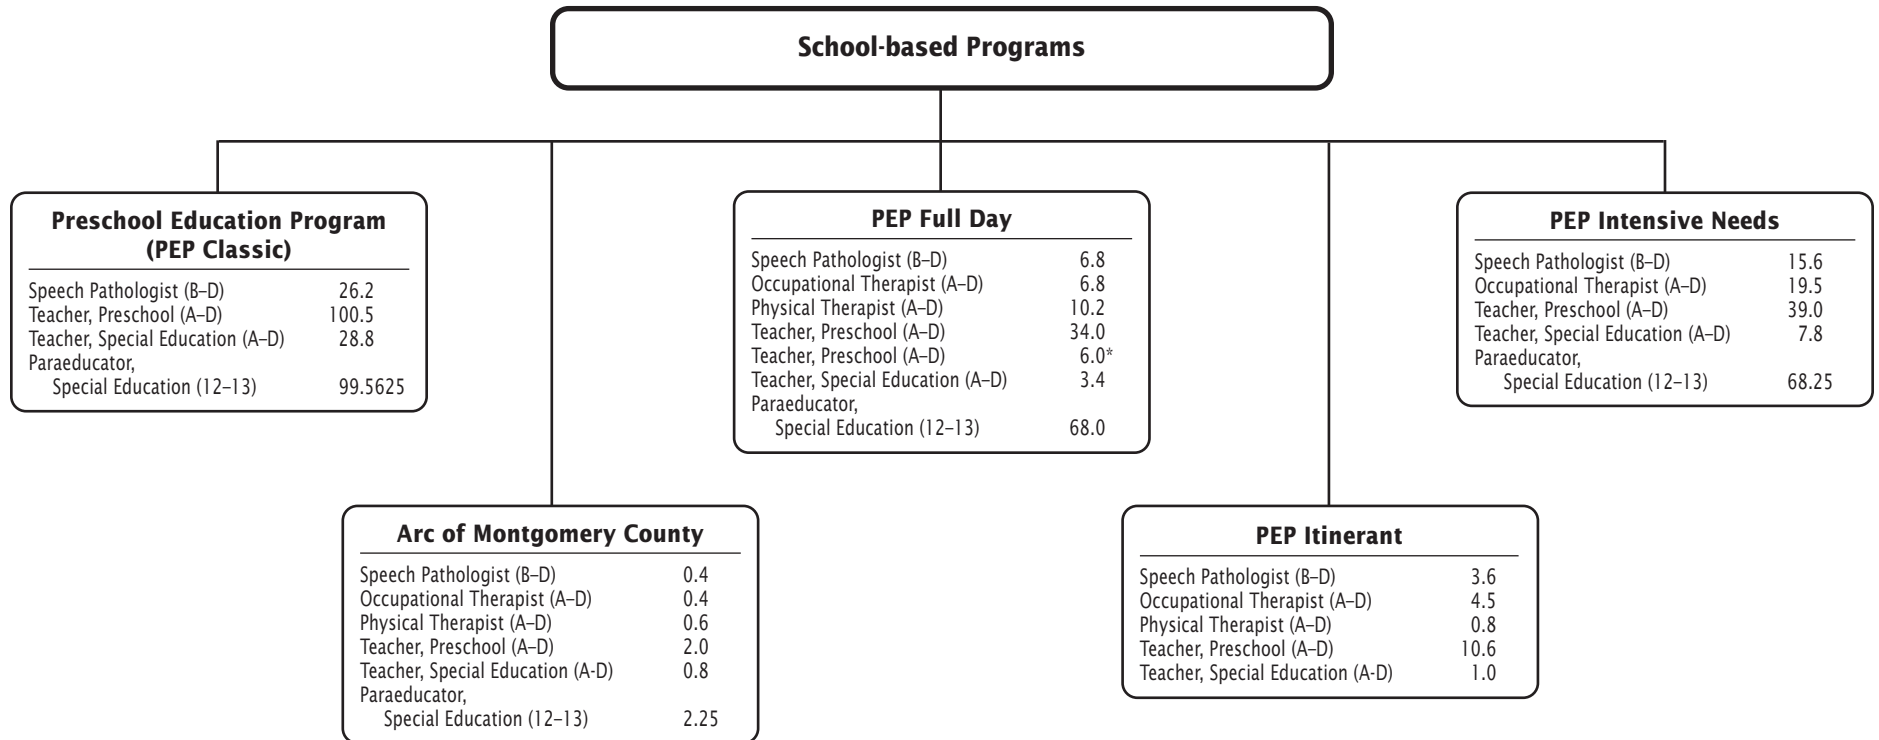 School-based Programs
Preschool Education Program
(PEP Classic)
Speech Pathologist (B–D) 26.2
Teacher, Preschool (A–D) 100.5
Teacher, Special Education (A–D) 28.8
Paraeducator,
Special Education (12–13) 99.5625
PEP Full Day
Speech Pathologist (B–D) 6.8
Occupational Therapist (A–D) 6.8
Physical Therapist (A–D) 10.2
Teacher, Preschool (A–D) 34.0
Teacher, Preschool (A–D) 6.0*
Teacher, Special Education (A–D) 3.4
Paraeducator,
Special Education (12–13) 68.0
PEP Intensive Needs
Speech Pathologist (B–D) 15.6
Occupational Therapist (A–D) 19.5
Teacher, Preschool (A–D) 39.0
Teacher, Special Education (A–D) 7.8
Paraeducator,
Special Education (12–13) 68.25
Arc of Montgomery County
Speech Pathologist (B–D) 0.4
Occupational Therapist (A–D) 0.4
Physical Therapist (A–D) 0.6
Teacher, Preschool (A–D) 2.0
Teacher, Special Education (A-D) 0.8
Paraeducator,
Special Education (12–13) 2.25
PEP Itinerant
Speech Pathologist (B–D) 3.6
Occupational Therapist (A–D) 4.5
Physical Therapist (A–D) 0.8
Teacher, Preschool (A–D) 10.6
Teacher, Special Education (A-D) 1.0